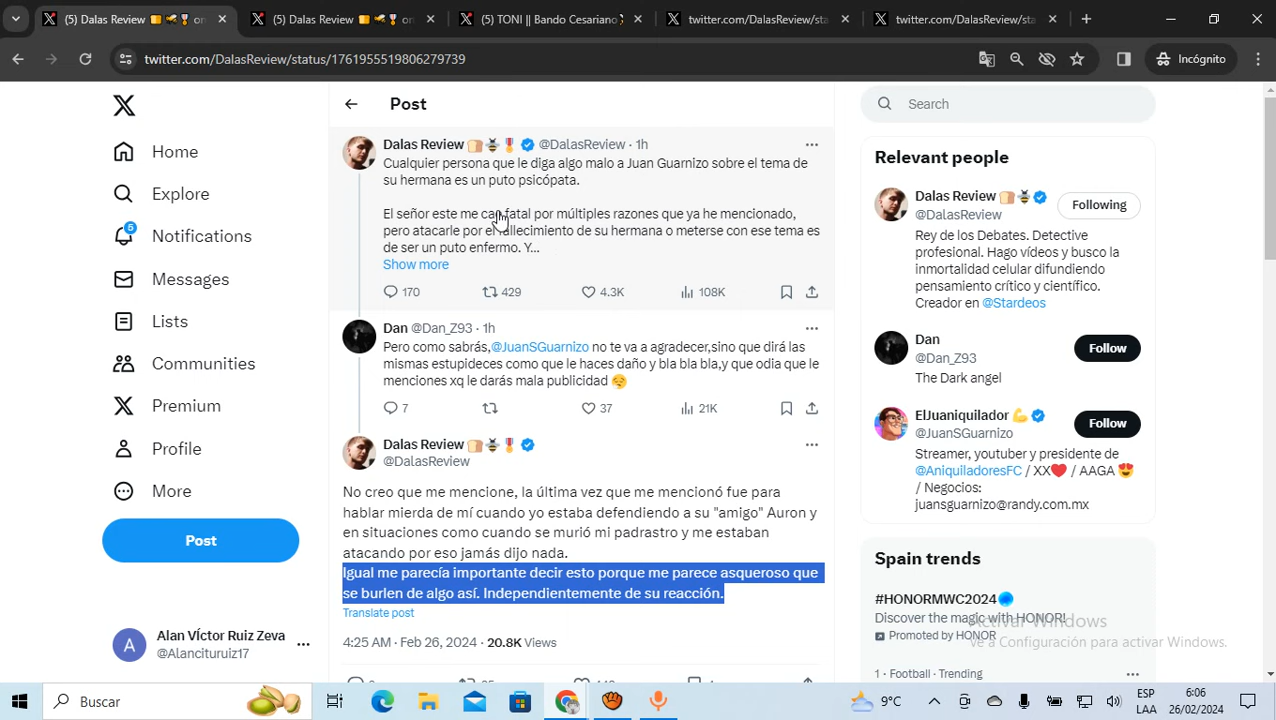 (5) Dalas Review
(5) Dalas Review
(5) TONI || Bando Cesariano
twitter.com/DalasReview/sta
twitter.com/DalasReview/sta
twitter.com/DalasReview/status/1761955519806279739
Incógnito
Home
Explore
5
Notifications
Messages
Lists
Communities
Premium
Profile
More
Post
Alan VÍctor Ruiz Zeva
@Alancituruiz17
Post
Dalas Review @DalasReview · 1h
Cualquier persona que le diga algo malo a Juan Guarnizo sobre el tema de
su hermana es un puto psicópata.
El señor este me cae fatal por múltiples razones que ya he mencionado,
pero atacarle por el fallecimiento de su hermana o meterse con ese tema es
de ser un puto enfermo. Y...
Show more
170 429 4.3K 108K
Dan @Dan_Z93 · 1h
Pero como sabrás,@JuanSGuarnizo no te va a agradecer,sino que dirá las
mismas estupideces como que le haces daño y bla bla bla,y que odia que le
menciones xq le darás mala publicidad
7 37 21K
Dalas Review
@DalasReview
No creo que me mencione, la última vez que me mencionó fue para
hablar mierda de mí cuando yo estaba defendiendo a su "amigo" Auron y
en situaciones como cuando se murió mi padrastro y me estaban
atacando por eso jamás dijo nada.
Igual me parecía importante decir esto porque me parece asqueroso que
se burlen de algo así. Independientemente de su reacción.
Translate post
4:25 AM · Feb 26, 2024 · 20.8K Views
Search
Relevant people
Dalas Review
@DalasReview
Following
Rey de los Debates. Detective
profesional. Hago vídeos y busco la
inmortalidad celular difundiendo
pensamiento crítico y científico.
Creador en @Stardeos
Dan
@Dan_Z93
Follow
The Dark angel
ElJuaniquilador
@JuanSGuarnizo
Follow
Streamer, youtuber y presidente de
@AniquiladoresFC / XX / AAGA
/ Negocios:
juansguarnizo@randy.com.mx
Spain trends
#HONORMWC2024
Discover the magic with HONOR!
Promoted by HONOR
1 · Football · Trending
Activar Windows
Ve a Configuración para activar Windows.
Buscar
9°C
ESP
LAA
6:06
26/02/2024